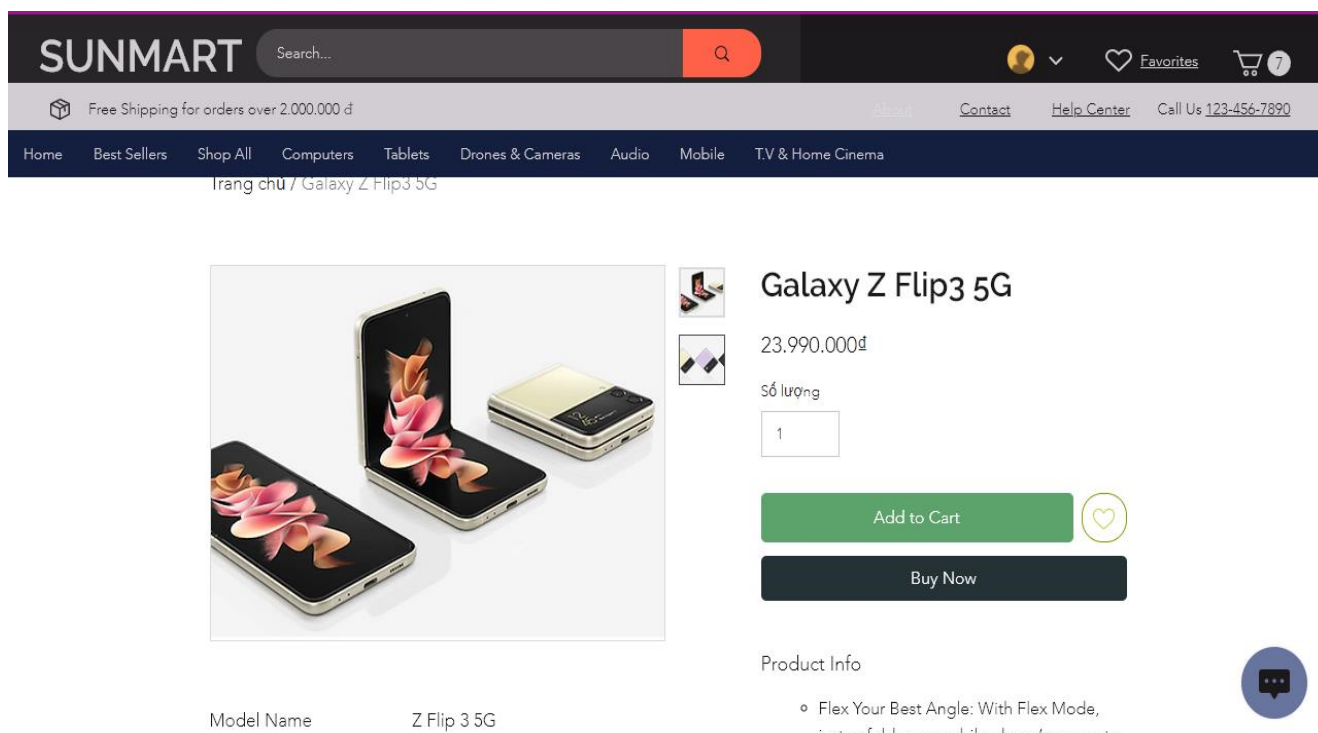 SUNMART
Search...
Favorites
7
Free Shipping for orders over 2.000.000 đ
About
Contact
Help Center
Call Us 123-456-7890
Home
Best Sellers
Shop All
Computers
Tablets
Drones & Cameras
Audio
Mobile
T.V & Home Cinema
Trang chủ / Galaxy Z Flip3 5G
Galaxy Z Flip3 5G
23.990.000₫
Số lượng
1
Add to Cart
Buy Now
Product Info
Flex Your Best Angle: With Flex Mode,
Model Name
Z Flip 3 5G